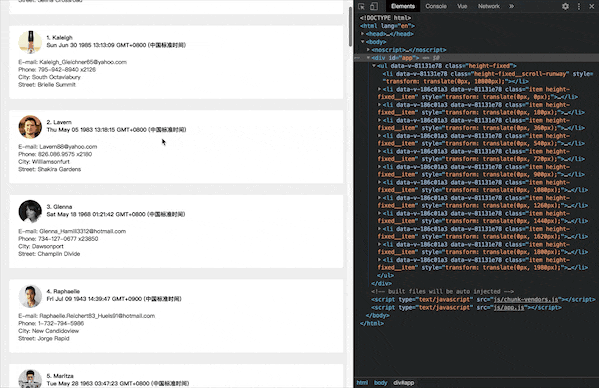 Street: Selina Crossroad
1. Kaleigh
Sun Jun 30 1985 13:13:09 GMT+0800 (中国标准时间)
E-mail: Kaleigh_Gleichner65@yahoo.com
Phone: 795-942-8940 x2126
City: South Octaviabury
Street: Brielle Summit
2. Lavern
Thu May 05 1983 13:18:15 GMT+0800 (中国标准时间)
E-mail: Lavern88@yahoo.com
Phone: 826.086.9575 x2180
City: Williamsonfurt
Street: Shakira Gardens
3. Glenna
Sat May 18 1968 01:21:42 GMT+0800 (中国标准时间)
E-mail: Glenna_Hamill3312@hotmail.com
Phone: 734-127-0677 x23850
City: Dawsonport
Street: Champlin Divide
4. Raphaelle
Fri Jul 09 1943 14:39:47 GMT+0900 (中国标准时间)
E-mail: Raphaelle.Reichert83_Huels91@hotmail.com
Phone: 1-732-794-5986
City: New Candidoview
Street: Jorge Rapid
5. Maritza
Tue May 28 1963 03:47:23 GMT+0800 (中国标准时间)
Elements Console Vue Network »
<!DOCTYPE html>
<html lang="en">
<head>…</head>
<body>
<noscript>…</noscript>
<div id="app"> == $0
<ul data-v-81131e78 class="height-fixed">
<li data-v-81131e78 class="height-fixed__scroll-runway" style=
"transform: translate(0px, 10800px);"></li>
<li data-v-186c01a3 data-v-81131e78 class="item height-
fixed__item" style="transform: translate(0px, 0px);">…</li>
<li data-v-186c01a3 data-v-81131e78 class="item height-
fixed__item" style="transform: translate(0px, 180px);">…</li>
<li data-v-186c01a3 data-v-81131e78 class="item height-
fixed__item" style="transform: translate(0px, 360px);">…</li>
<li data-v-186c01a3 data-v-81131e78 class="item height-
fixed__item" style="transform: translate(0px, 540px);">…</li>
<li data-v-186c01a3 data-v-81131e78 class="item height-
fixed__item" style="transform: translate(0px, 720px);">…</li>
<li data-v-186c01a3 data-v-81131e78 class="item height-
fixed__item" style="transform: translate(0px, 900px);">…</li>
<li data-v-186c01a3 data-v-81131e78 class="item height-
fixed__item" style="transform: translate(0px, 1080px);">…</li>
<li data-v-186c01a3 data-v-81131e78 class="item height-
fixed__item" style="transform: translate(0px, 1260px);">…</li>
<li data-v-186c01a3 data-v-81131e78 class="item height-
fixed__item" style="transform: translate(0px, 1440px);">…</li>
<li data-v-186c01a3 data-v-81131e78 class="item height-
fixed__item" style="transform: translate(0px, 1620px);">…</li>
<li data-v-186c01a3 data-v-81131e78 class="item height-
fixed__item" style="transform: translate(0px, 1800px);">…</li>
<li data-v-186c01a3 data-v-81131e78 class="item height-
fixed__item" style="transform: translate(0px, 1980px);">…</li>
</ul>
</div>
<!-- built files will be auto injected -->
<script type="text/javascript" src="js/chunk-vendors.js"></script>
<script type="text/javascript" src="js/app.js"></script>
</body>
</html>
html body div#app